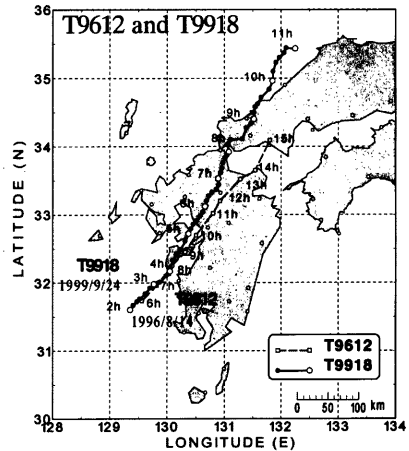 T9612 and T9918
36
35
34
33
32
31
30
LATITUDE (N)
11h
10h
9h
8h
15h
7h
14h
13h
6h
12h
11h
5h
10h
9h
4h
8h
T9918
1999/9/24
3h
7h
2h
6h
T9612
1996/8/14
T9612
T9918
0 50 100 km
128 129 130 131 132 133 134
LONGITUDE (E)